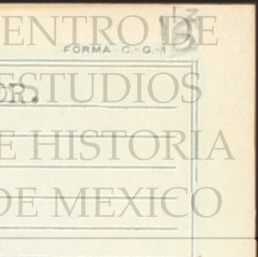 ENTRO DE
FORMA C.-G.-1
ESTUDIOS
OR.
E HISTORIA
DE MEXICO